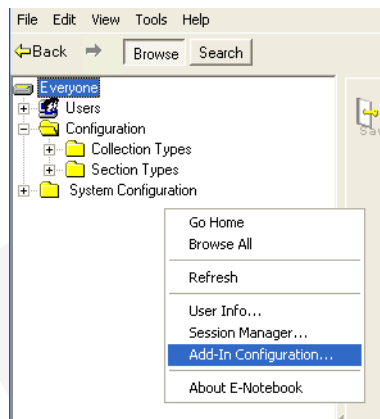 File Edit View Tools Help
Back Browse Search
Everyone
Users
Configuration
Collection Types
Section Types
System Configuration
Go Home
Browse All
Refresh
User Info...
Session Manager...
Add-In Configuration...
About E-Notebook